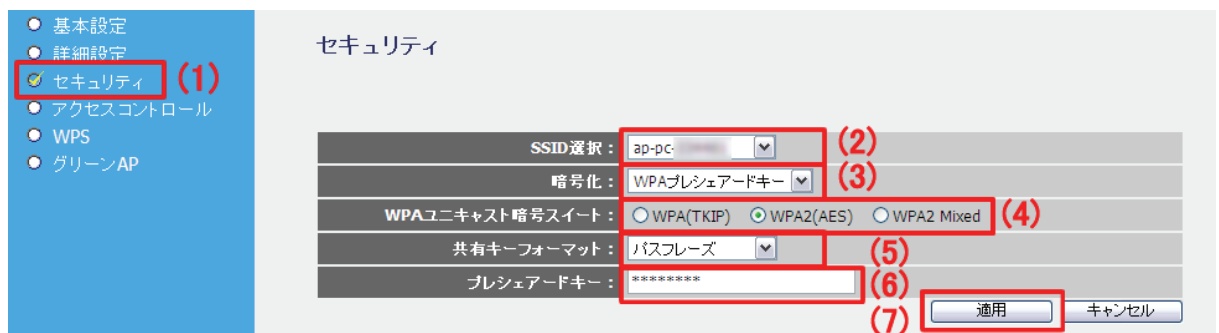 基本設定
詳細設定
セキュリティ (1)
アクセスコントロール
WPS
グリーンAP
セキュリティ
SSID選択： ap-pc- (2)
暗号化： WPAプレシェアードキー (3)
WPAユニキャスト暗号スイート： WPA(TKIP) WPA2(AES) WPA2 Mixed (4)
共有キーフォーマット： パスフレーズ (5)
プレシェアードキー： ******** (6)
(7) 適用 キャンセル